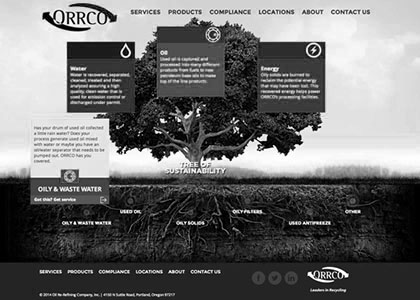 ORRCO
SERVICES PRODUCTS COMPLIANCE LOCATIONS ABOUT CONTACT US
Water
Water is recovered, separated,
cleaned, treated and then
analyzed assuring a high
quality, clean water that is
used for emission control or
discharged under permit.
Oil
Used oil is captured and
processed into many different
products from fuels to new
petroleum base oils to make
top of the line products.
Energy
Oily solids are burned to
reclaim the potential energy
that may have been lost. This
recovered energy helps power
ORRCO's processing facilities.
Has your drum of used oil collected
a little rain water? Does your
process generate used oil mixed
with water or maybe you have an
oil/water separator that needs to be
pumped out. ORRCO has you
covered.
OILY & WASTE WATER
Got this? Get service
TREE OF
SUSTAINABILITY
OILY & WASTE WATER
USED OIL
OILY SOLIDS
OILY FILTERS
USED ANTIFREEZE
OTHER
SERVICES PRODUCTS COMPLIANCE LOCATIONS ABOUT CONTACT US
© 2014 Oil Re-Refining Company, Inc. | 4150 N Suttle Road, Portland, Oregon 97217
ORRCO
Leaders in Recycling